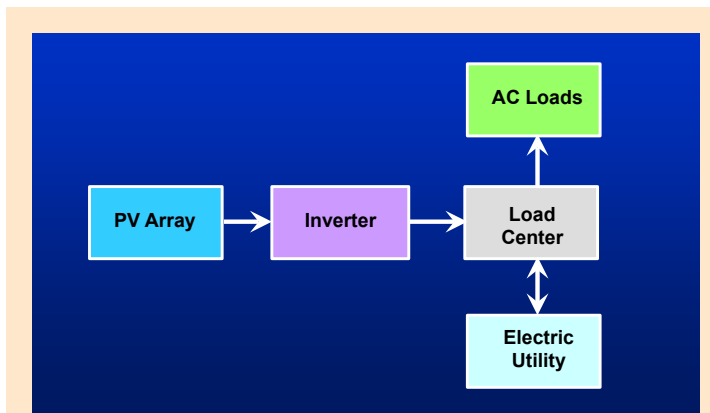 AC Loads
PV Array
Inverter
Load
Center
Electric
Utility